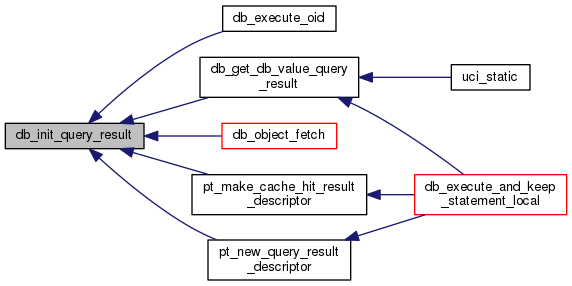 db_execute_oid
db_get_db_value_query
_result
uci_static
db_init_query_result
db_object_fetch
pt_make_cache_hit_result
_descriptor
db_execute_and_keep
_statement_local
pt_new_query_result
_descriptor